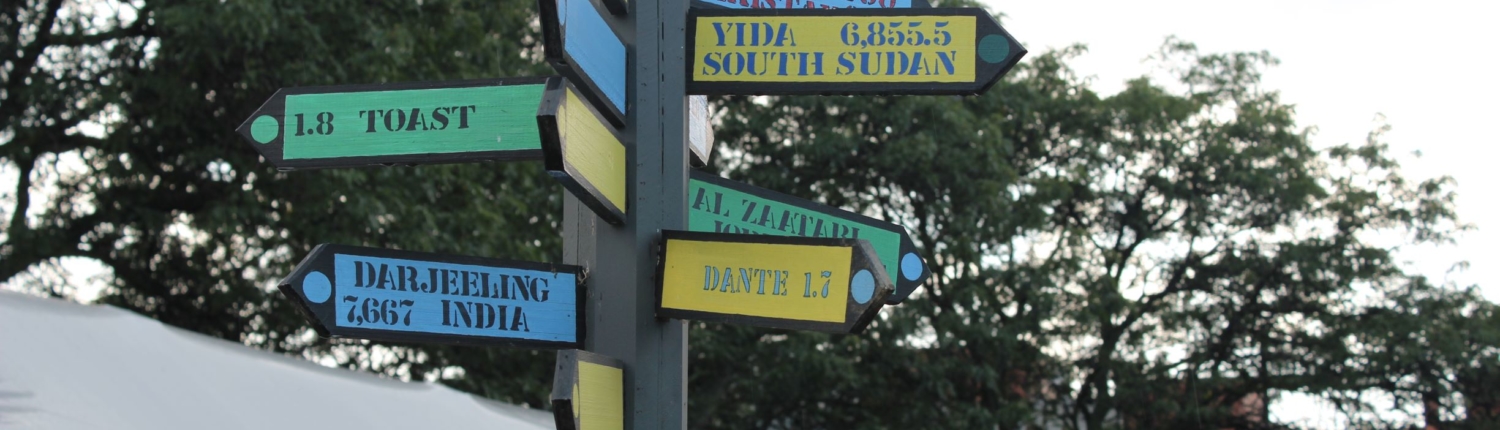 YIDA 6,855.5
SOUTH SUDAN
1.8 TOAST
AL ZAATARI
DARJEELING
7,667 INDIA
DANTE 1.7